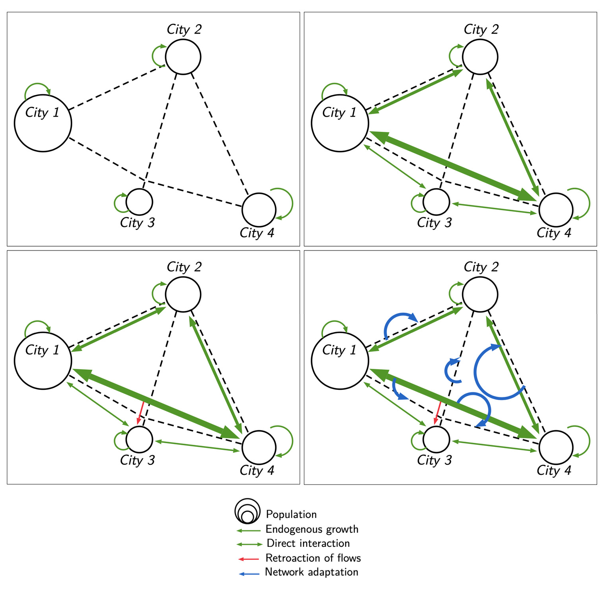 City 2
City 1
City 3
City 4
City 2
City 1
City 3
City 4
City 2
City 1
City 3
City 4
City 2
City 1
City 3
City 4
Population
Endogenous growth
Direct interaction
Retroaction of flows
Network adaptation